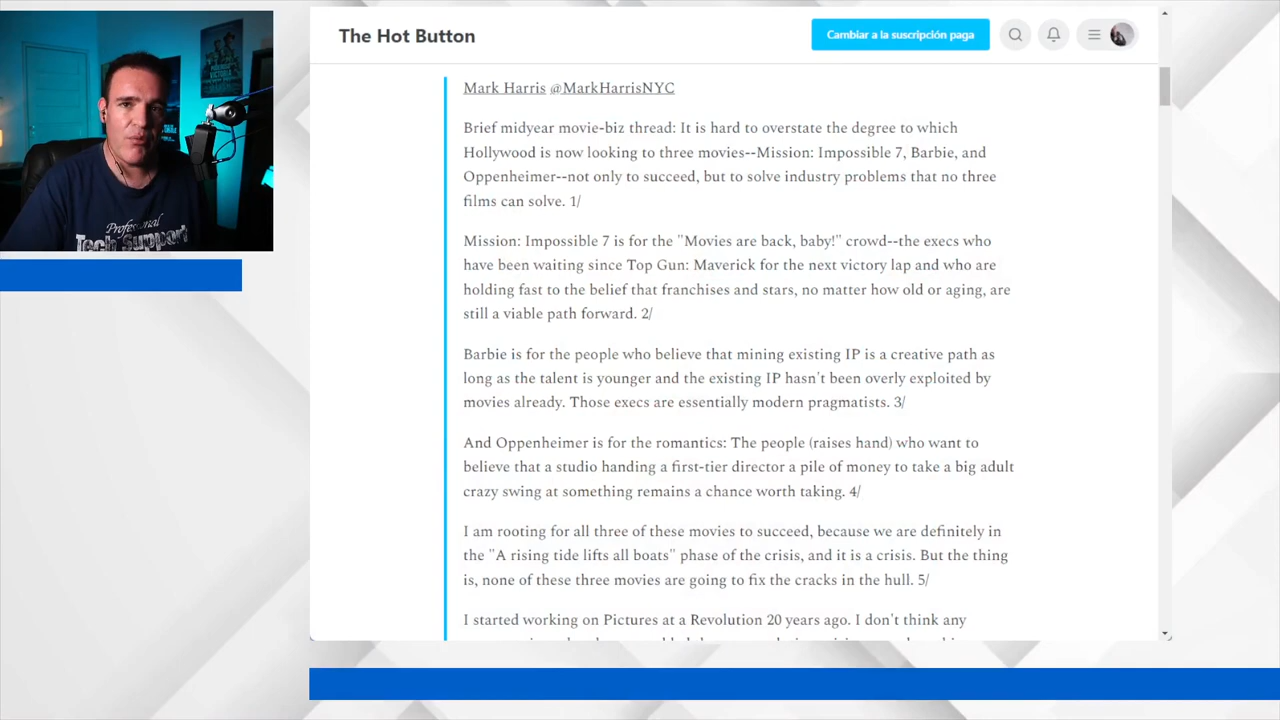 The Hot Button
Cambiar a la suscripción paga
Mark Harris @MarkHarrisNYC
Brief midyear movie-biz thread: It is hard to overstate the degree to which
Hollywood is now looking to three movies--Mission: Impossible 7, Barbie, and
Oppenheimer--not only to succeed, but to solve industry problems that no three
films can solve. 1/
Mission: Impossible 7 is for the "Movies are back, baby!" crowd--the execs who
have been waiting since Top Gun: Maverick for the next victory lap and who are
holding fast to the belief that franchises and stars, no matter how old or aging, are
still a viable path forward. 2/
Barbie is for the people who believe that mining existing IP is a creative path as
long as the talent is younger and the existing IP hasn't been overly exploited by
movies already. Those execs are essentially modern pragmatists. 3/
And Oppenheimer is for the romantics: The people (raises hand) who want to
believe that a studio handing a first-tier director a pile of money to take a big adult
crazy swing at something remains a chance worth taking. 4/
I am rooting for all three of these movies to succeed, because we are definitely in
the "A rising tide lifts all boats" phase of the crisis, and it is a crisis. But the thing
is, none of these three movies are going to fix the cracks in the hull. 5/
I started working on Pictures at a Revolution 20 years ago. I don't think any
Professional
Tech Support